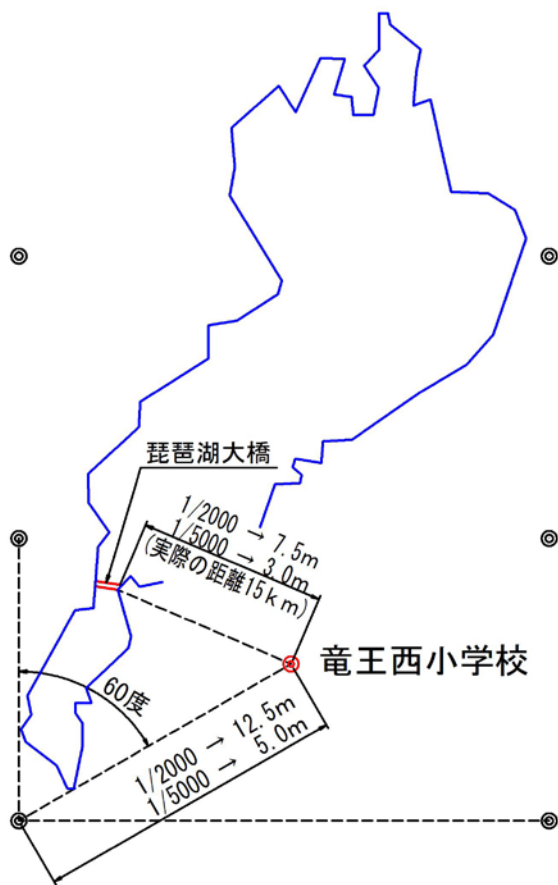 琵琶湖大橋
1/2000 → 7.5m
1/5000 → 3.0m
(実際の距離15km)
竜王西小学校
60度
1/2000 → 12.5m
1/5000 → 5.0m